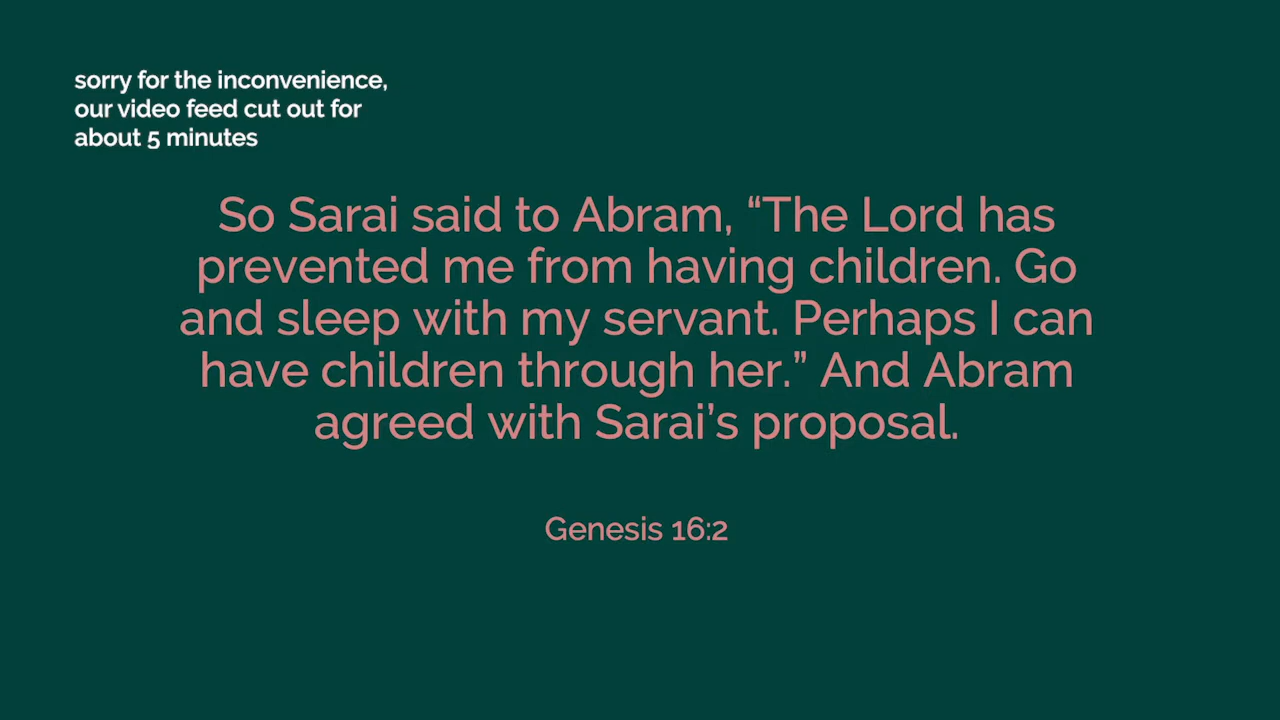 sorry for the inconvenience,
our video feed cut out for
about 5 minutes
So Sarai said to Abram, “The Lord has
prevented me from having children. Go
and sleep with my servant. Perhaps I can
have children through her.” And Abram
agreed with Sarai’s proposal.
Genesis 16:2